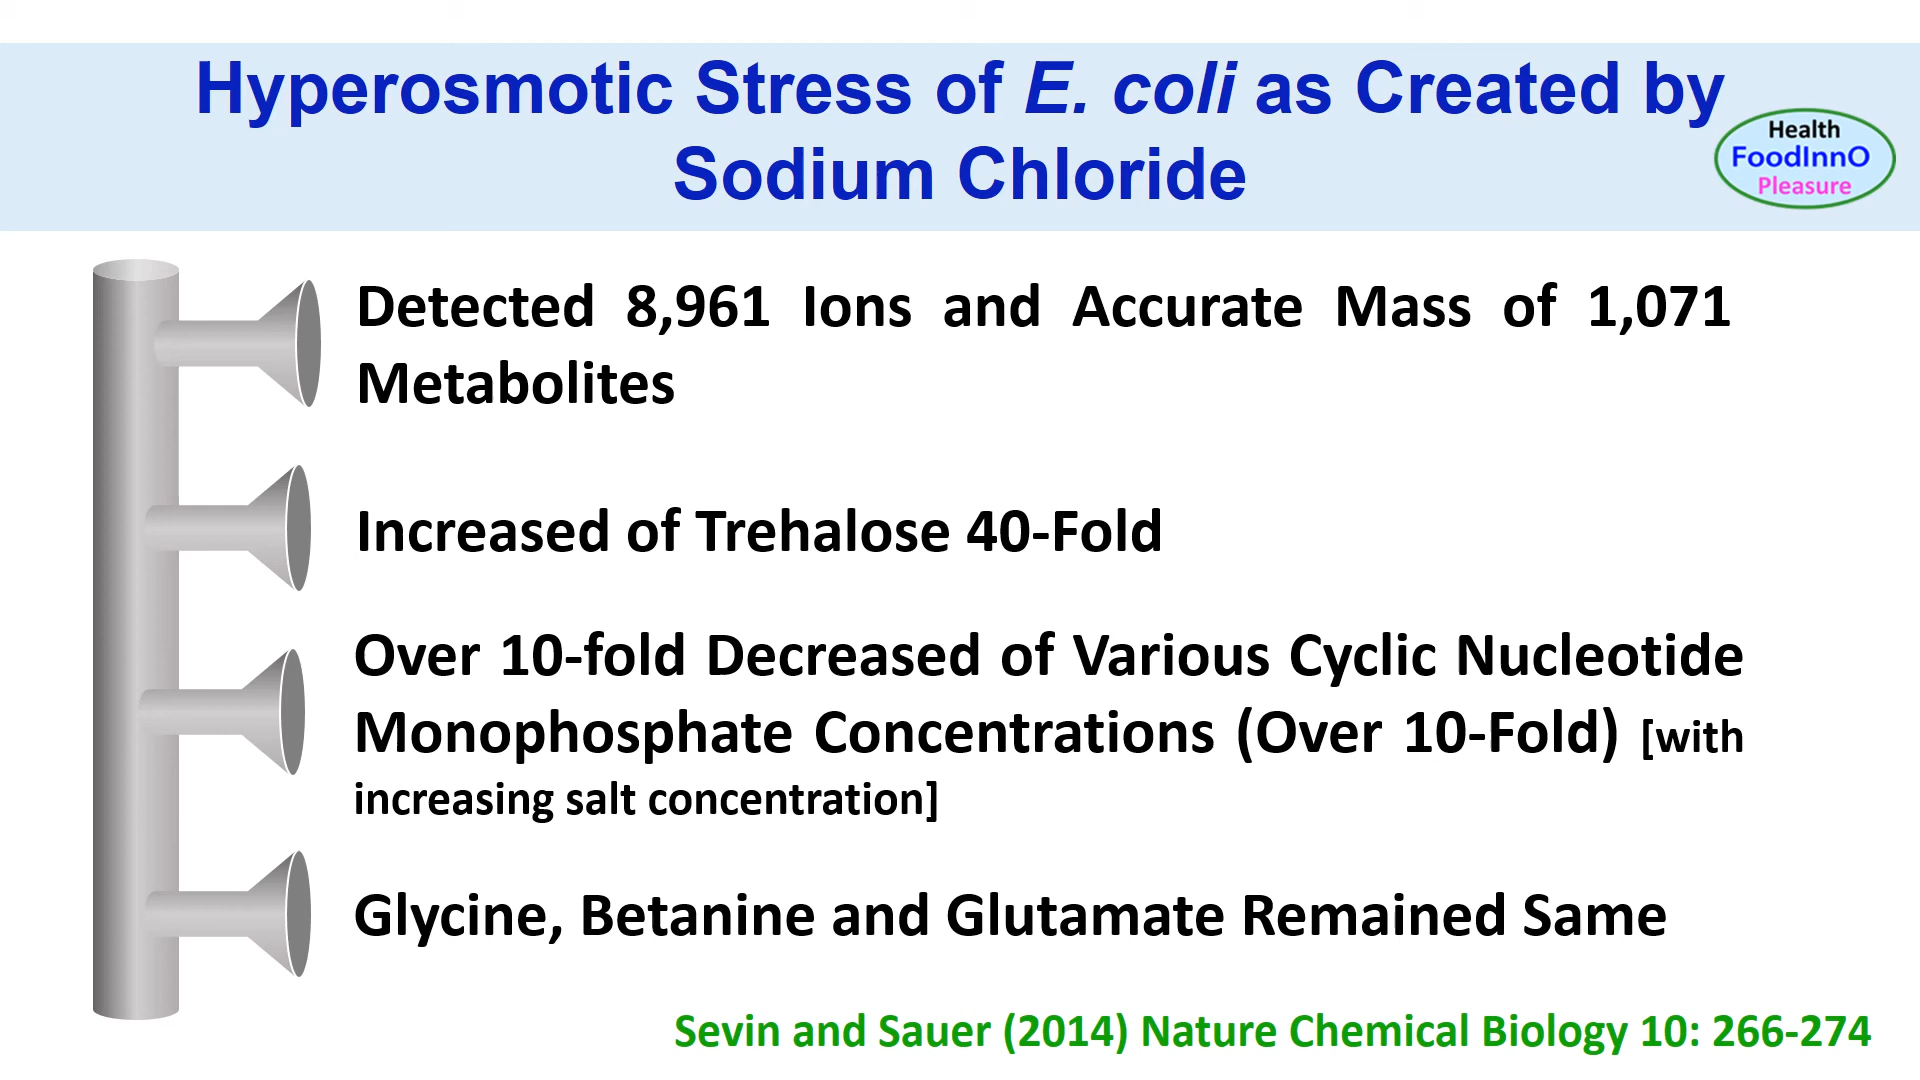 Hyperosmotic Stress of E. coli as Created by
Sodium Chloride
Health
FoodInnO
Pleasure
Detected 8,961 Ions and Accurate Mass of 1,071
Metabolites
Increased of Trehalose 40-Fold
Over 10-fold Decreased of Various Cyclic Nucleotide
Monophosphate Concentrations (Over 10-Fold) [with
increasing salt concentration]
Glycine, Betanine and Glutamate Remained Same
Sevin and Sauer (2014) Nature Chemical Biology 10: 266-274